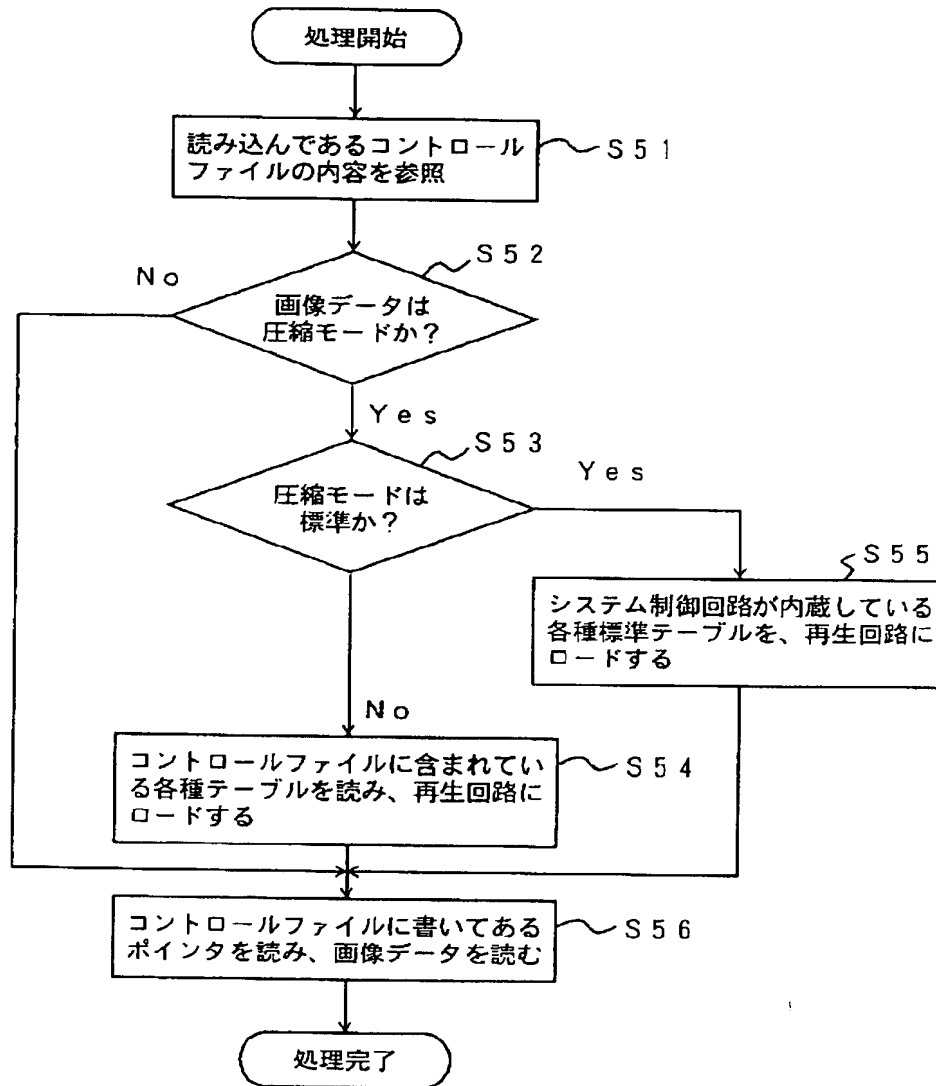 処理開始
読み込んであるコントロール
ファイルの内容を参照
S51
S52
No
画像データは
圧縮モードか?
Yes
S53
Yes
圧縮モードは
標準か?
S55
システム制御回路が内蔵している
各種標準テーブルを、再生回路に
ロードする
No
コントロールファイルに含まれてい
る各種テーブルを読み、再生回路に
ロードする
S54
コントロールファイルに書いてある
ポインタを読み、画像データを読む
S56
処理完了